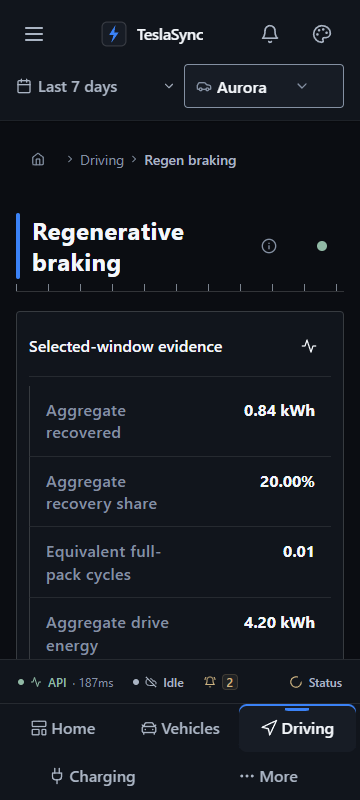 TeslaSync
Last 7 days
Aurora
Driving
Regen braking
Regenerative
braking
Selected-window evidence
Aggregate
recovered
0.84 kWh
Aggregate
recovery share
20.00%
Equivalent full-
pack cycles
0.01
Aggregate drive
energy
4.20 kWh
API · 187ms
Idle
2
Status
Home
Vehicles
Driving
Charging
More